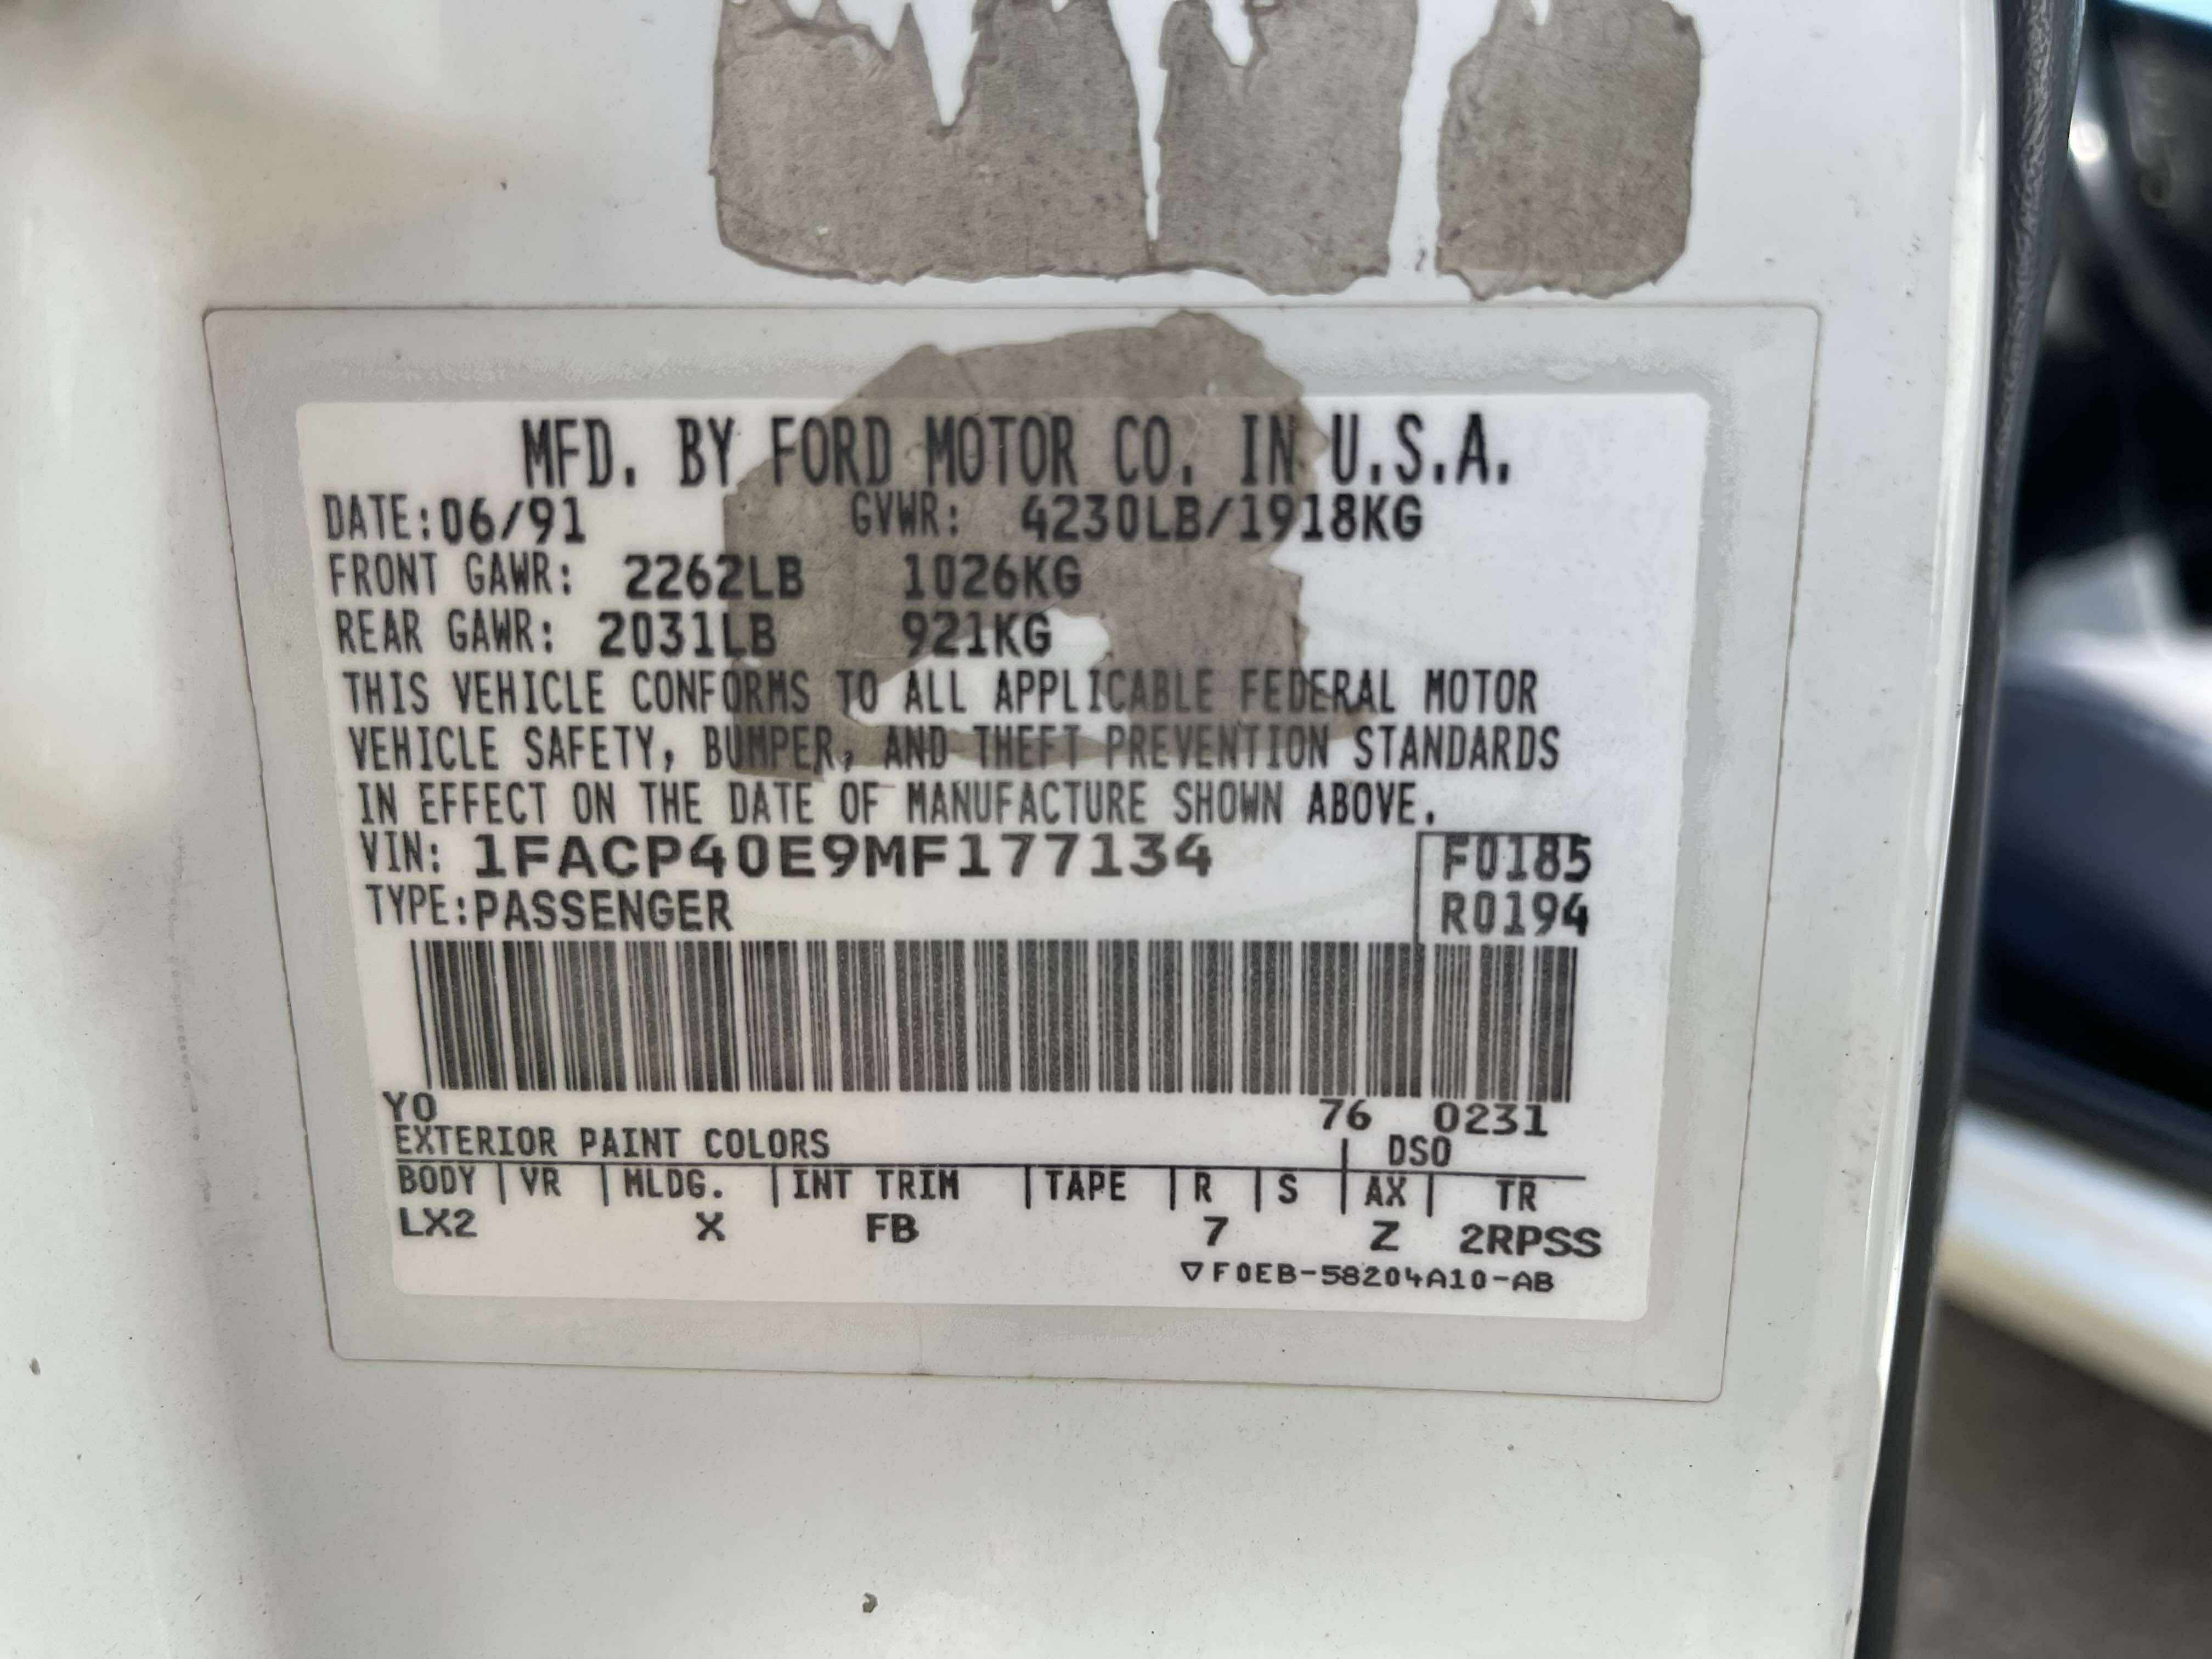 MFD. BY FORD MOTOR CO. IN U.S.A.
DATE:06/91 GVWR: 4230LB/1918KG
FRONT GAWR: 2262LB 1026KG
REAR GAWR: 2031LB 921KG
THIS VEHICLE CONFORMS TO ALL APPLICABLE FEDERAL MOTOR
VEHICLE SAFETY, BUMPER, AND THEFT PREVENTION STANDARDS
IN EFFECT ON THE DATE OF MANUFACTURE SHOWN ABOVE.
VIN: 1FACP40E9MF177134 F0185
TYPE:PASSENGER R0194
YO 76 0231
EXTERIOR PAINT COLORS DSO
BODY VR MLDG. INT TRIM TAPE R S AX TR
LX2 X FB 7 Z 2RPSS
▽F0EB-58204A10-AB